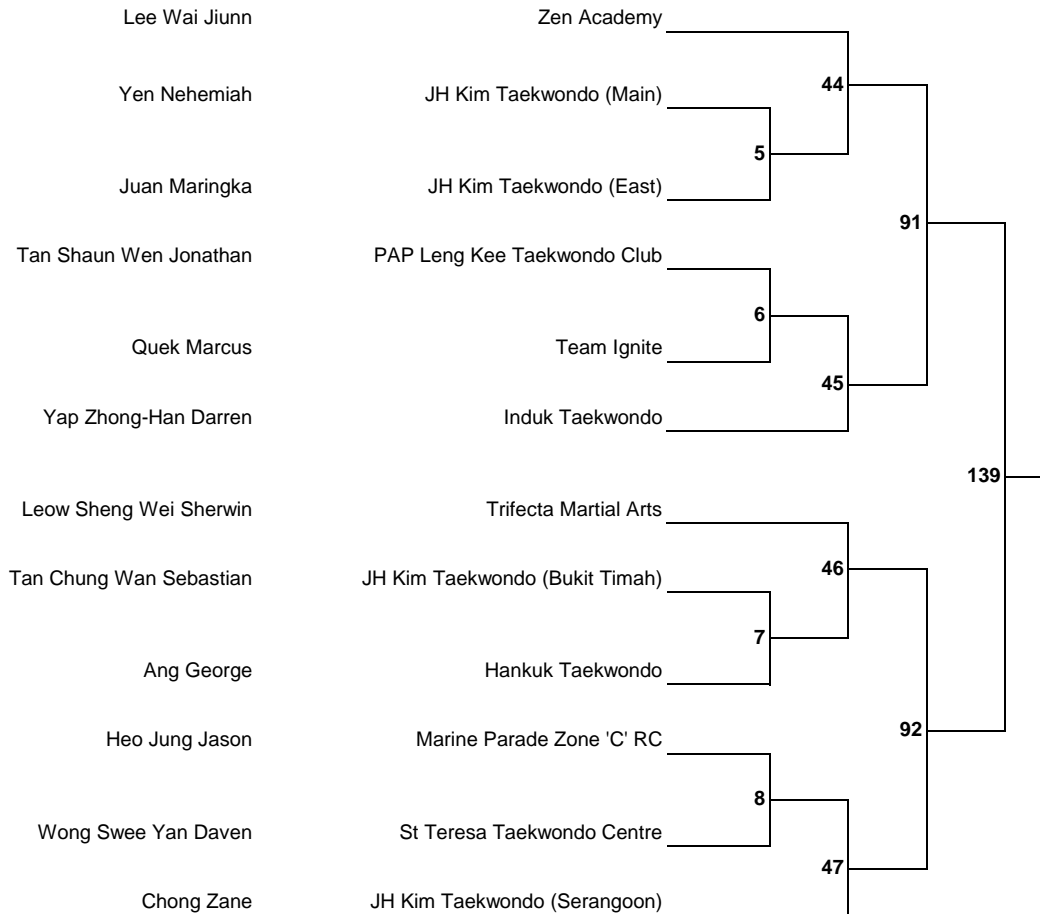 Lee Wai Jiunn Zen Academy
44
Yen Nehemiah JH Kim Taekwondo (Main)
5
Juan Maringka JH Kim Taekwondo (East)
91
Tan Shaun Wen Jonathan PAP Leng Kee Taekwondo Club
6
Quek Marcus Team Ignite
45
Yap Zhong-Han Darren Induk Taekwondo
139
Leow Sheng Wei Sherwin Trifecta Martial Arts
46
Tan Chung Wan Sebastian JH Kim Taekwondo (Bukit Timah)
7
Ang George Hankuk Taekwondo
92
Heo Jung Jason Marine Parade Zone 'C' RC
8
Wong Swee Yan Daven St Teresa Taekwondo Centre
47
Chong Zane JH Kim Taekwondo (Serangoon)